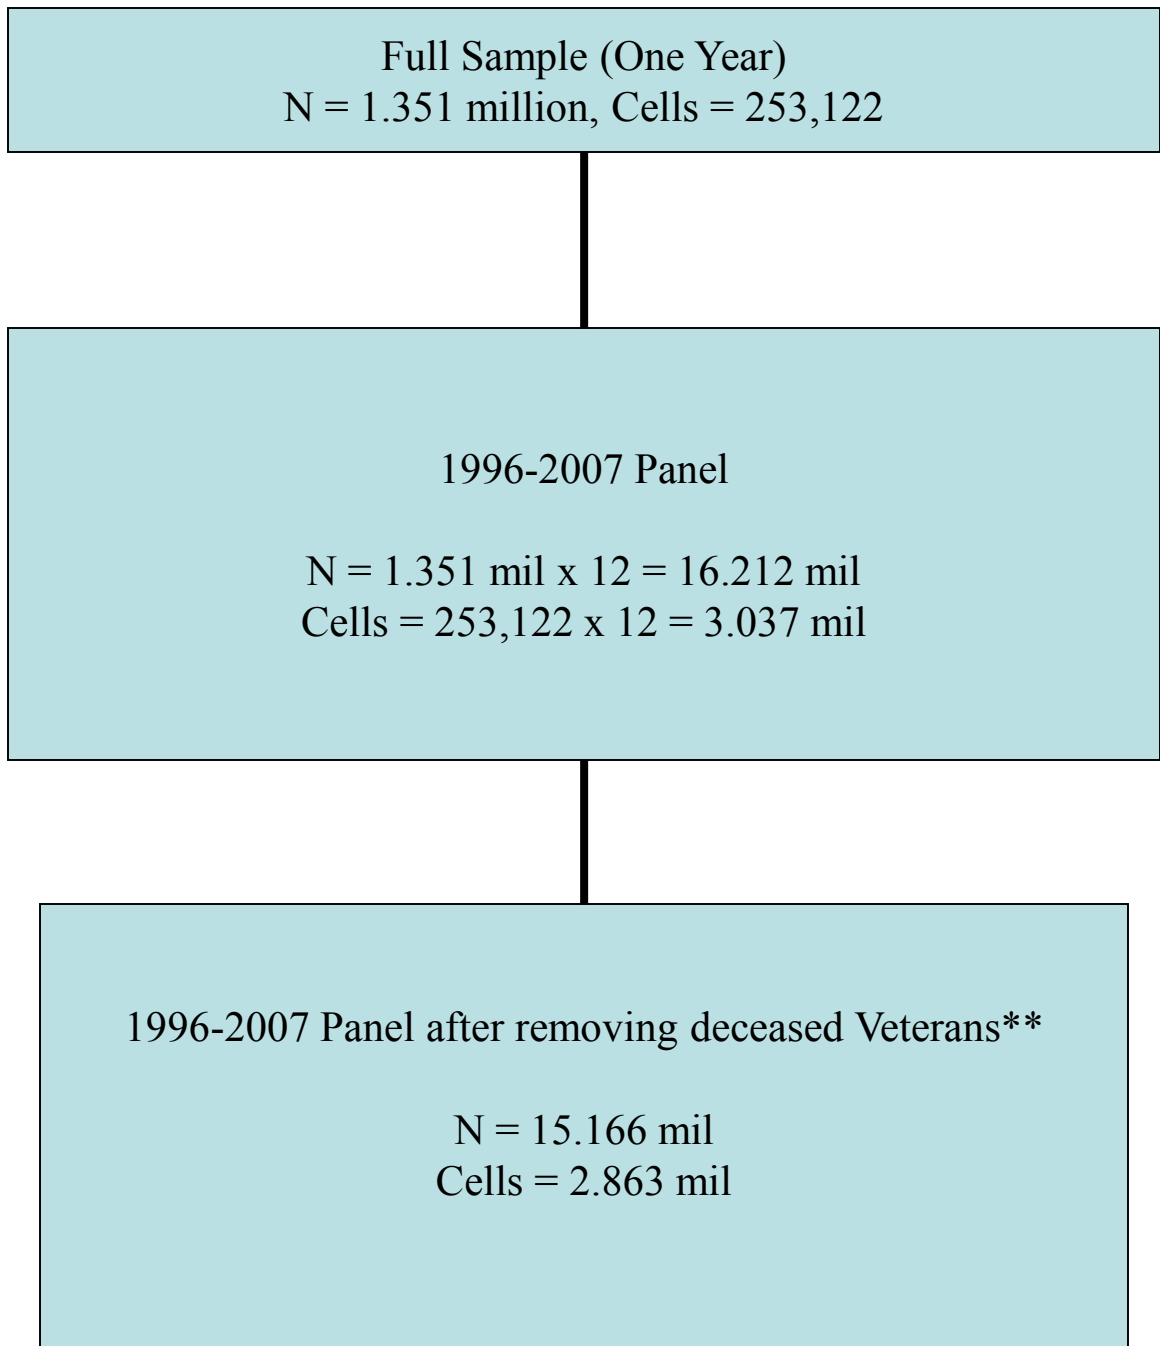 Full Sample (One Year)
N = 1.351 million, Cells = 253,122
1996-2007 Panel
N = 1.351 mil x 12 = 16.212 mil
Cells = 253,122 x 12 = 3.037 mil
1996-2007 Panel after removing deceased Veterans**
N = 15.166 mil
Cells = 2.863 mil